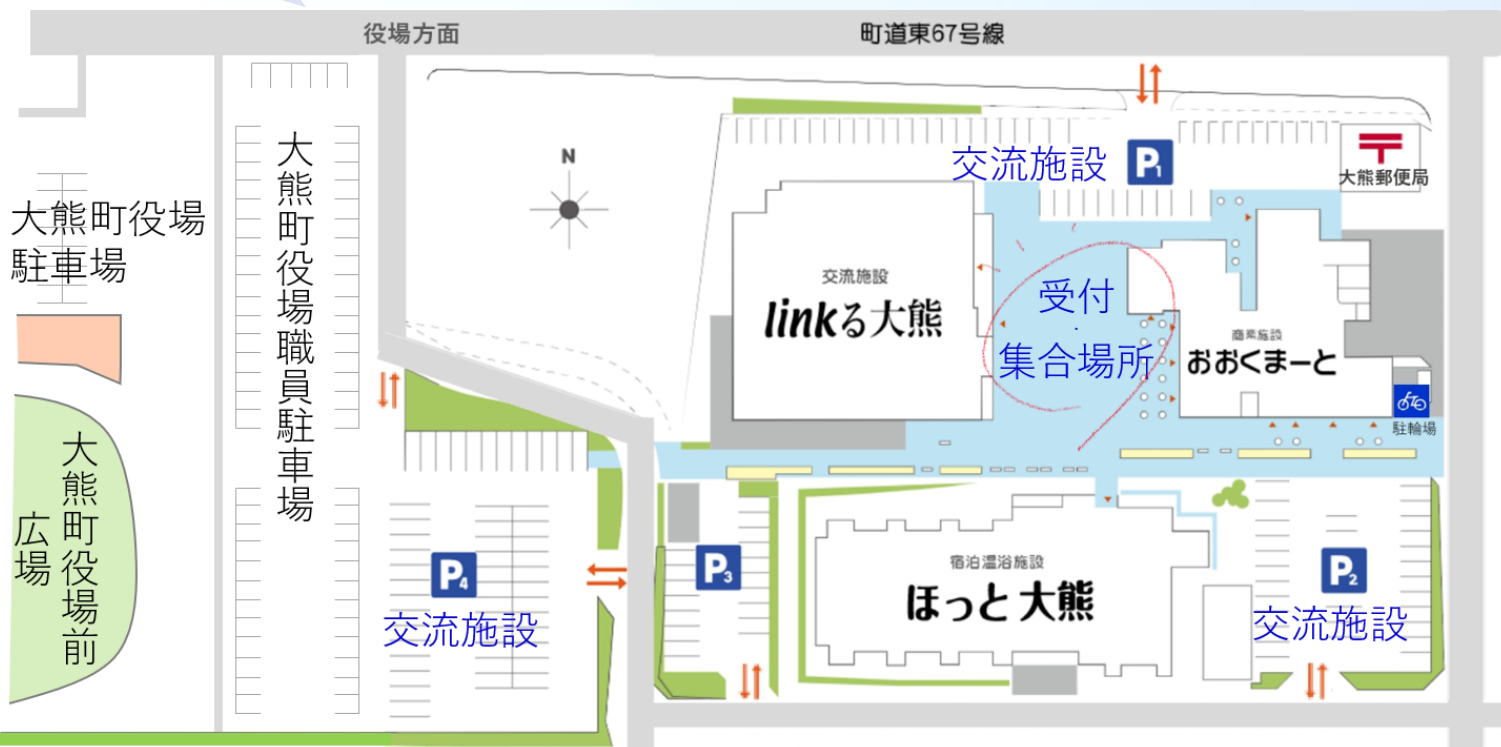 役場方面
町道東67号線
N
大熊町役場
駐車場
大熊町役場職員駐車場
大熊町役場前
広場
交流施設
P1
大熊郵便局
交流施設
linkる大熊
受付
・
集合場所
商業施設
おおくまーと
駐輪場
P4
交流施設
P3
宿泊温浴施設
ほっと大熊
P2
交流施設